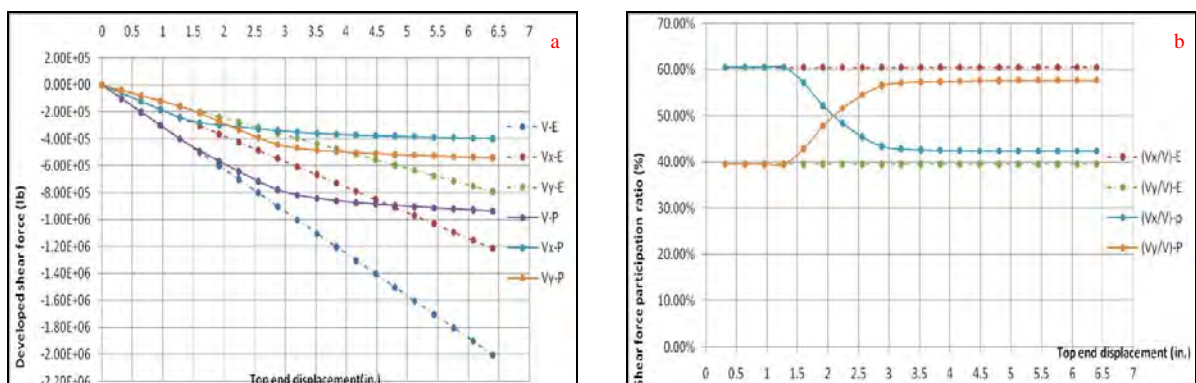 0 0.5 1 1.5 2 2.5 3 3.5 4 4.5 5 5.5 6 6.5 7
a
2.00E+05
0.00E+00
-2.00E+05
-4.00E+05
-6.00E+05
-8.00E+05
-1.00E+06
-1.20E+06
-1.40E+06
-1.60E+06
-1.80E+06
-2.00E+06
-2.20E+06
Developed shear force (lb)
Top end displacement(in.)
V-E
Vx-E
Vy-E
V-P
Vx-P
Vy-P
b
70.00%
60.00%
50.00%
40.00%
30.00%
20.00%
10.00%
0.00%
Shear force participation ratio (%)
(Vx/V)-E
(Vy/V)-E
(Vx/V)-p
(Vy/V)-P
Top end displacement (in.)
0 0.5 1 1.5 2 2.5 3 3.5 4 4.5 5 5.5 6 6.5 7